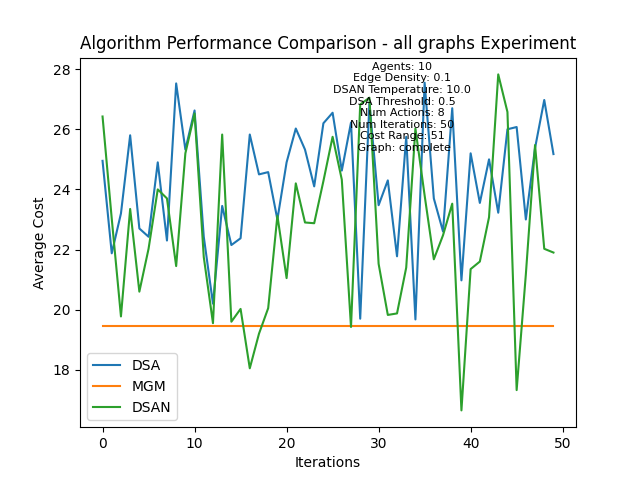 Algorithm Performance Comparison - all graphs Experiment
Agents: 10
Edge Density: 0.1
DSAN Temperature: 10.0
DSA Threshold: 0.5
Num Actions: 8
Num Iterations: 50
Cost Range: 51
Graph: complete
28
26
24
22
20
18
Average Cost
DSA
MGM
DSAN
0
10
20
30
40
50
Iterations